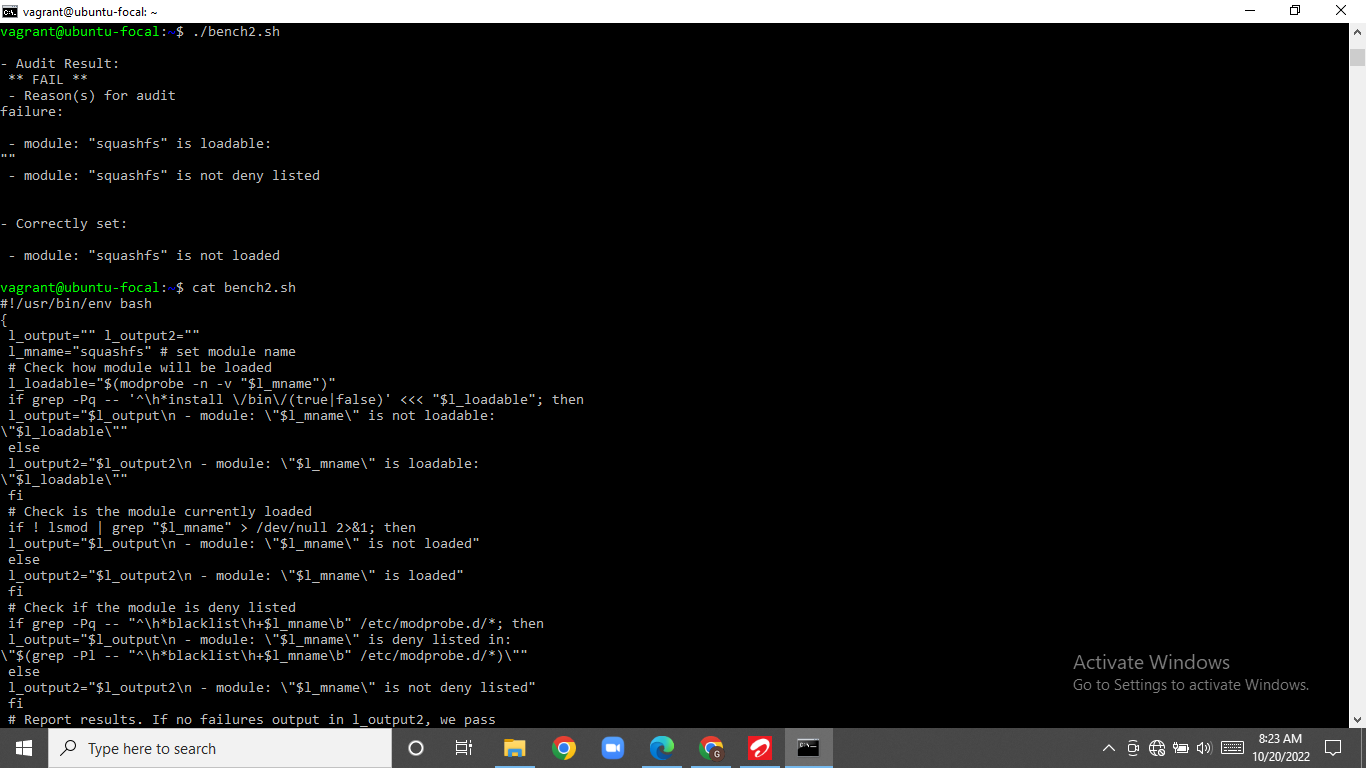 vagrant@ubuntu-focal: ~
vagrant@ubuntu-focal:~$ ./bench2.sh
- Audit Result:
 ** FAIL **
 - Reason(s) for audit
failure:
 - module: "squashfs" is loadable:
""
 - module: "squashfs" is not deny listed
- Correctly set:
 - module: "squashfs" is not loaded
vagrant@ubuntu-focal:~$ cat bench2.sh
#!/usr/bin/env bash
{
 l_output="" l_output2=""
 l_mname="squashfs" # set module name
 # Check how module will be loaded
 l_loadable="$(modprobe -n -v "$l_mname")"
 if grep -Pq -- '^\h*install \/bin\/(true|false)' <<< "$l_loadable"; then
 l_output="$l_output\n - module: \"$l_mname\" is not loadable:
\"$l_loadable\""
 else
 l_output2="$l_output2\n - module: \"$l_mname\" is loadable:
\"$l_loadable\""
 fi
 # Check is the module currently loaded
 if ! lsmod | grep "$l_mname" > /dev/null 2>&1; then
 l_output="$l_output\n - module: \"$l_mname\" is not loaded"
 else
 l_output2="$l_output2\n - module: \"$l_mname\" is loaded"
 fi
 # Check if the module is deny listed
 if grep -Pq -- "^\h*blacklist\h+$l_mname\b" /etc/modprobe.d/*; then
 l_output="$l_output\n - module: \"$l_mname\" is deny listed in:
\"$(grep -Pl -- "^\h*blacklist\h+$l_mname\b" /etc/modprobe.d/*)\""
 else
 l_output2="$l_output2\n - module: \"$l_mname\" is not deny listed"
 fi
 # Report results. If no failures output in l_output2, we pass
Activate Windows
Go to Settings to activate Windows.
Type here to search
G
8:23 AM
10/20/2022